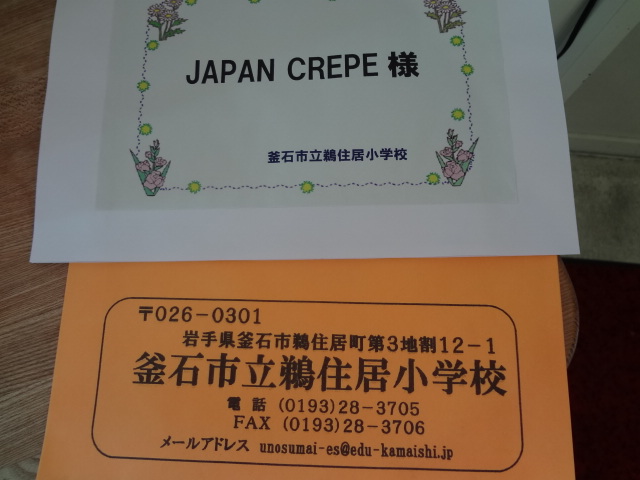 JAPAN CREPE 様
釜石市立鵜住居小学校
〒026-0301
岩手県釜石市鵜住居町第3地割12-1
釜石市立鵜住居小学校
電話 (0193)28-3705
FAX (0193)28-3706
メールアドレス unosumai-es@edu-kamaishi.jp